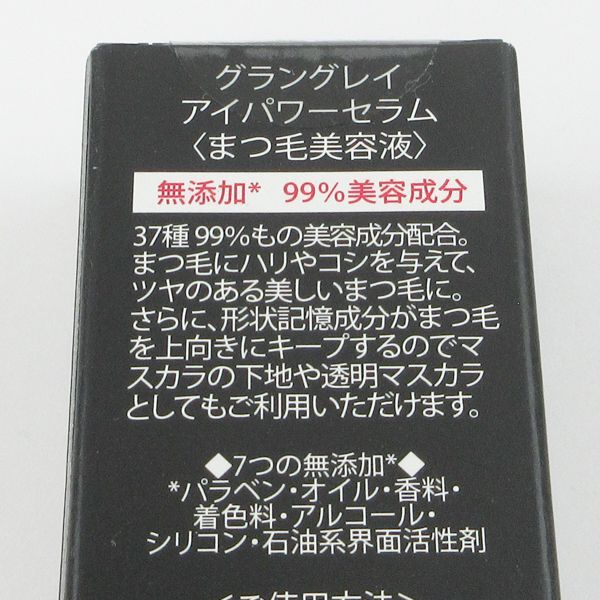 グラングレイ
アイパワーセラム
〈まつ毛美容液〉
無添加* 99%美容成分
37種 99%もの美容成分配合。
まつ毛にハリやコシを与えて、
ツヤのある美しいまつ毛に。
さらに、形状記憶成分がまつ毛
を上向きにキープするのでマ
スカラの下地や透明マスカラ
としてもご利用いただけます。
◆7つの無添加*◆
*パラベン・オイル・香料・
着色料・アルコール・
シリコン・石油系界面活性剤
〈ご使用方法〉